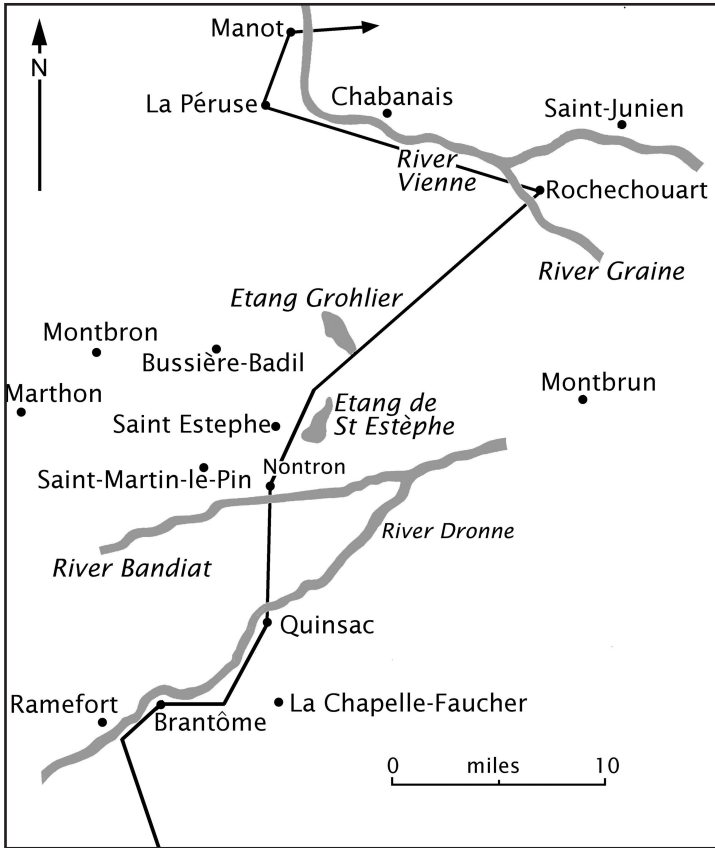 Manot
N
La Péruse
Chabanais
Saint-Junien
River
Vienne
Rochechouart
River Graine
Etang Grohlier
Montbron
Bussière-Badil
Marthon
Montbrun
Etang de
St Estèphe
Saint Estephe
Saint-Martin-le-Pin
Nontron
River Dronne
River Bandiat
Quinsac
Ramefort
La Chapelle-Faucher
Brantôme
0 miles 10